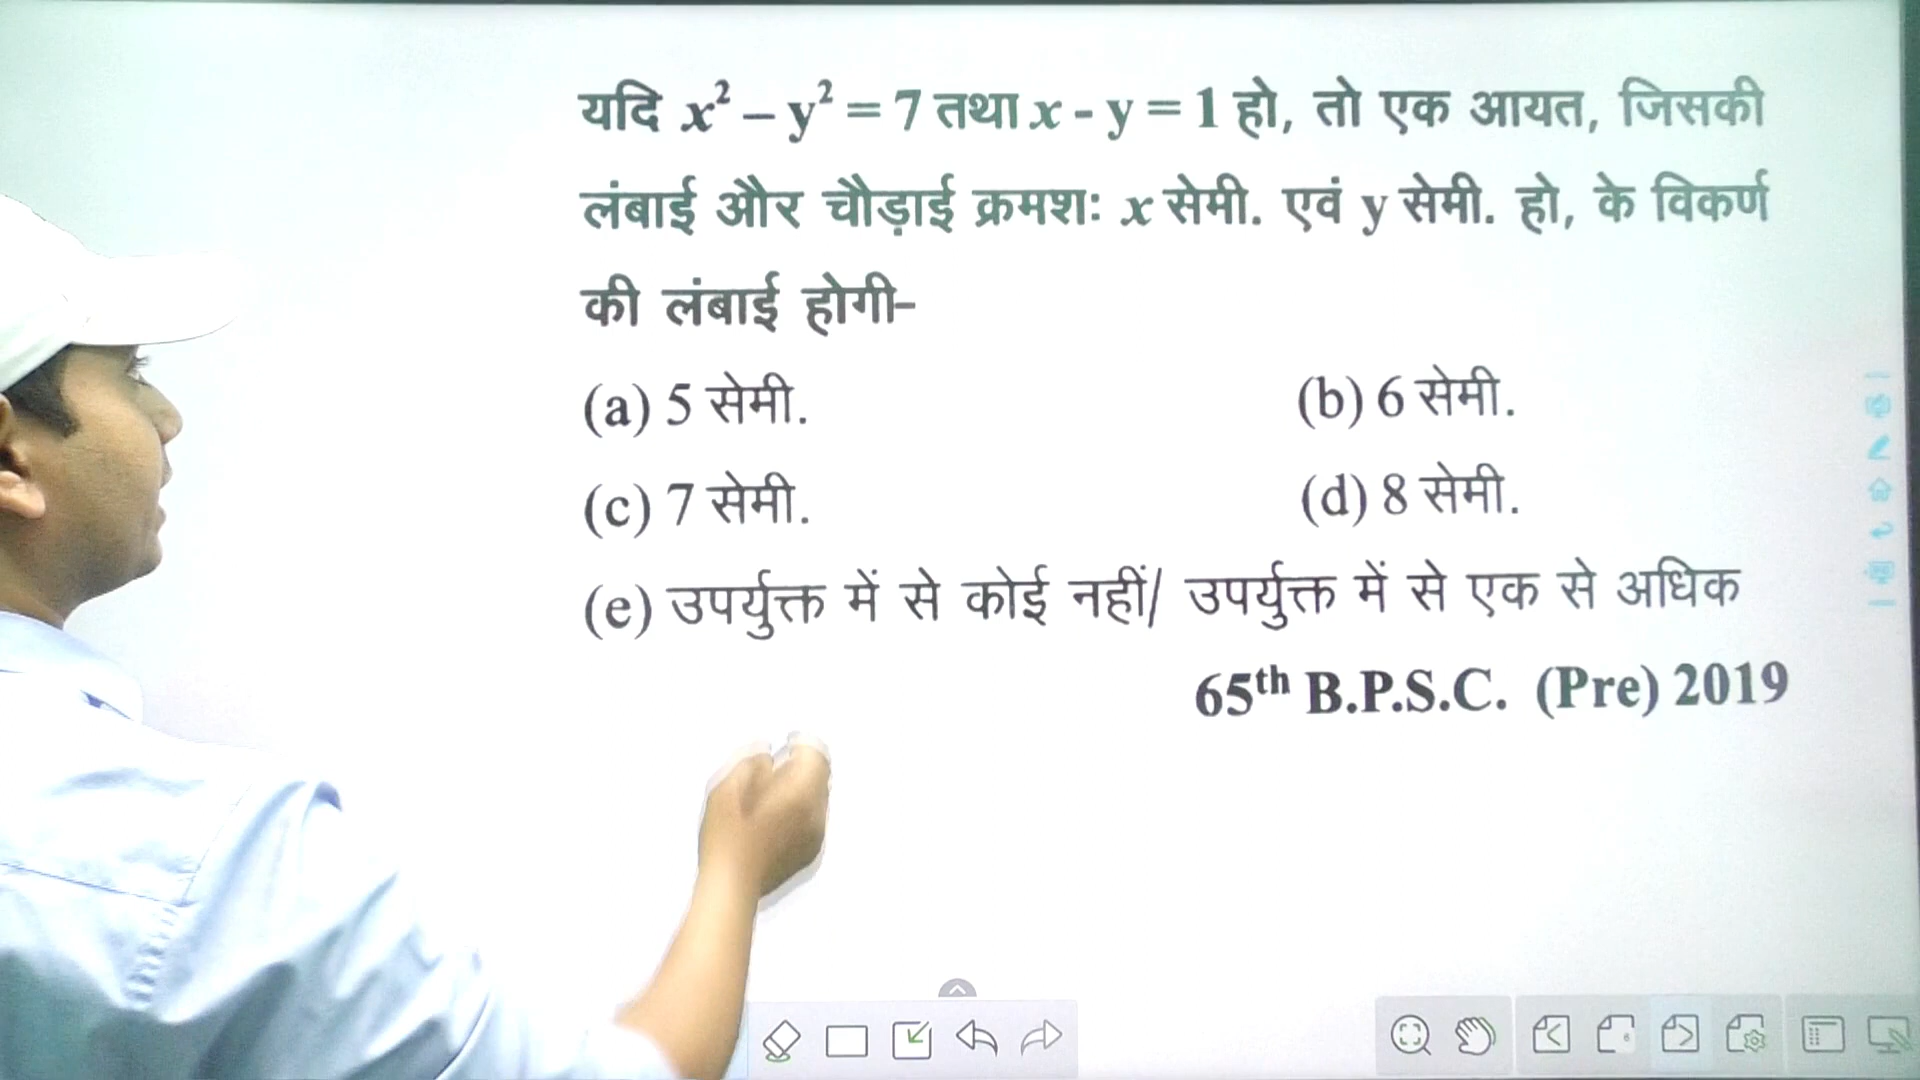 यदि x² – y² = 7 तथा x - y = 1 हो, तो एक आयत, जिसकी
लंबाई और चौड़ाई क्रमशः x सेमी. एवं y सेमी. हो, के विकर्ण
की लंबाई होगी-
(a) 5 सेमी. (b) 6 सेमी.
(c) 7 सेमी. (d) 8 सेमी.
(e) उपर्युक्त में से कोई नहीं/ उपर्युक्त में से एक से अधिक
65th B.P.S.C. (Pre) 2019